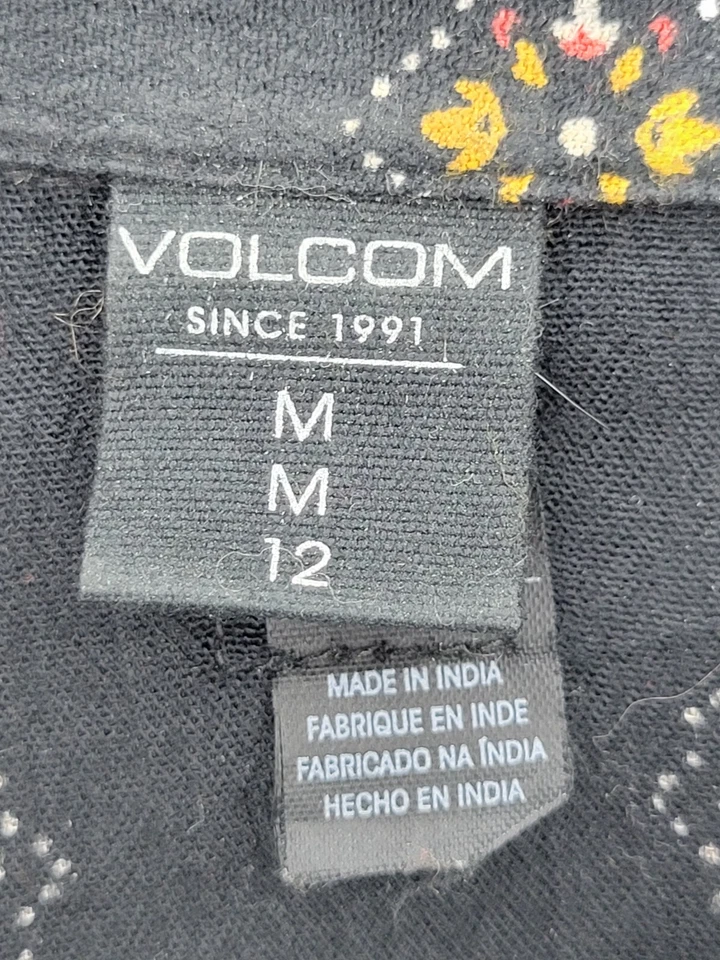 VOLCOM
SINCE 1991
M
M
12
MADE IN INDIA
FABRIQUE EN INDE
FABRICADO NA ÍNDIA
HECHO EN INDIA